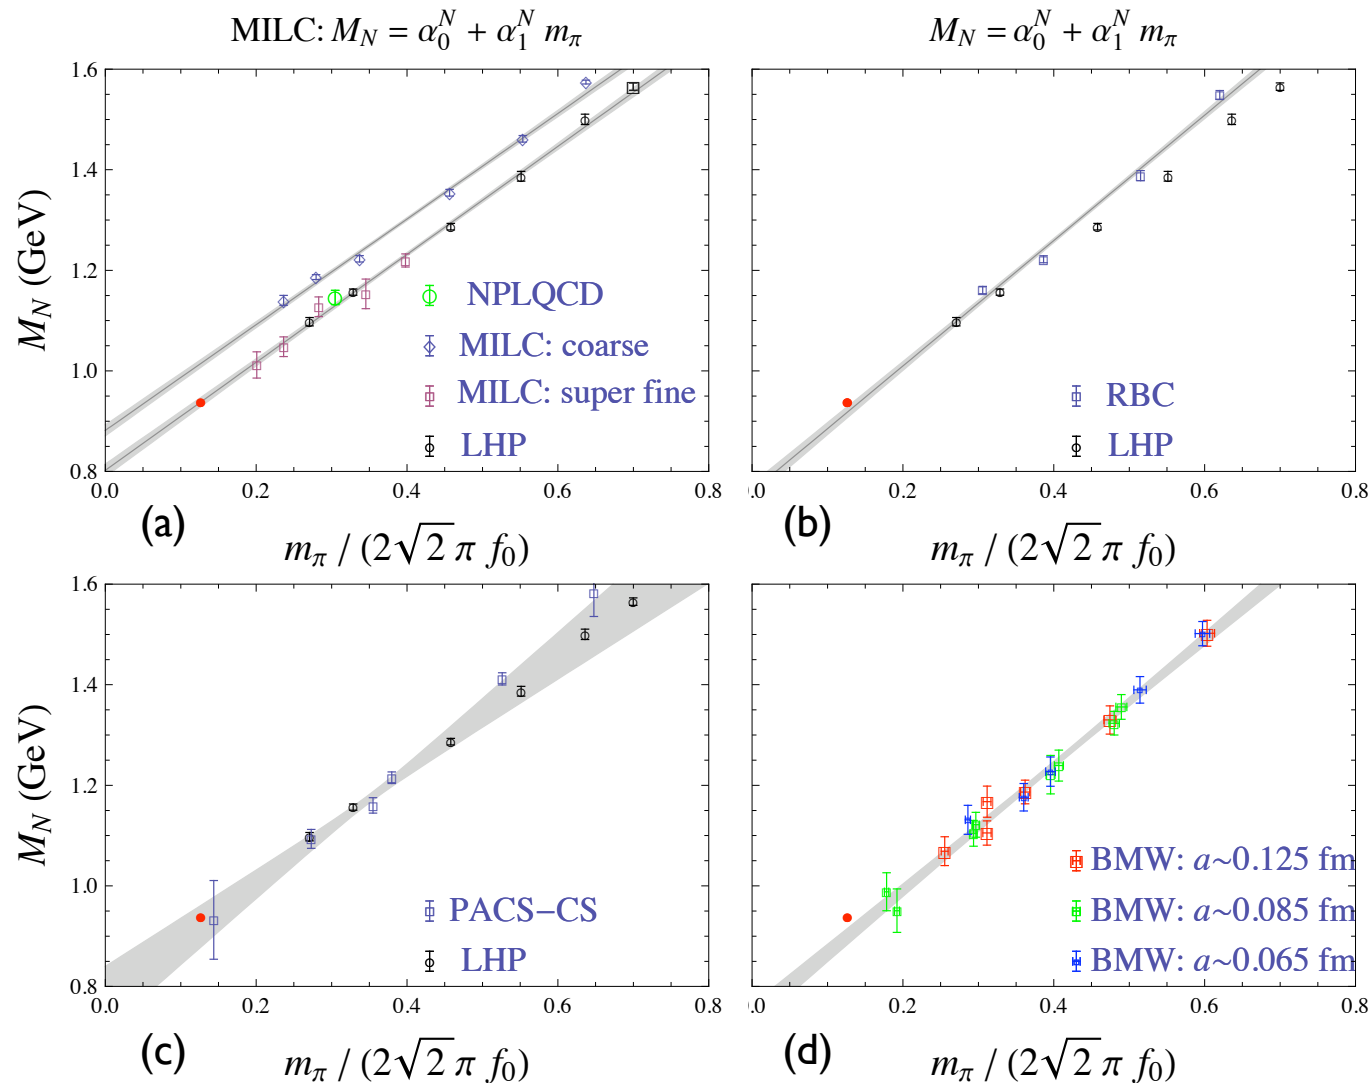 MILC: M_N = α_0^N + α_1^N m_π
M_N = α_0^N + α_1^N m_π
M_N (GeV)
1.6
1.4
1.2
1.0
0.8
0.0 0.2 0.4 0.6 0.8
NPLQCD
MILC: coarse
MILC: super fine
LHP
(a)
m_π / (2√2 π f_0)
0.0 0.2 0.4 0.6 0.8
RBC
LHP
(b)
m_π / (2√2 π f_0)
M_N (GeV)
1.6
1.4
1.2
1.0
0.8
0.0 0.2 0.4 0.6 0.8
PACS−CS
LHP
(c)
m_π / (2√2 π f_0)
0.0 0.2 0.4 0.6 0.8
BMW: a~0.125 fm
BMW: a~0.085 fm
BMW: a~0.065 fm
(d)
m_π / (2√2 π f_0)